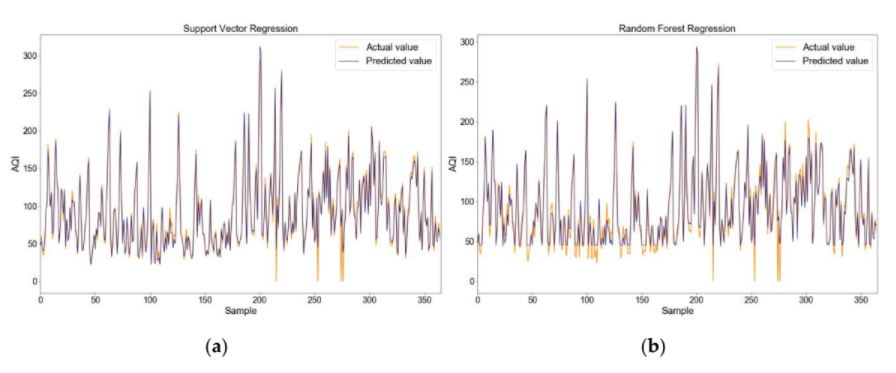 Support Vector Regression
300
250
200
150
100
50
0
AQI
Actual value
Predicted value
0 50 100 150 200 250 300 350
Sample
(a)
Random Forest Regression
300
250
200
150
100
50
0
AQI
Actual value
Predicted value
0 50 100 150 200 250 300 350
Sample
(b)